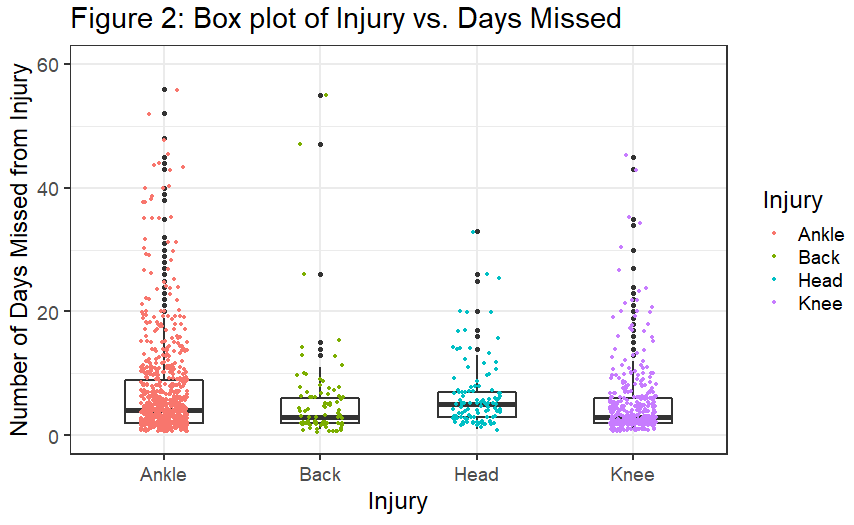 Figure 2: Box plot of Injury vs. Days Missed
Number of Days Missed from Injury
60
40
20
0
Ankle
Back
Head
Knee
Injury
Injury
Ankle
Back
Head
Knee